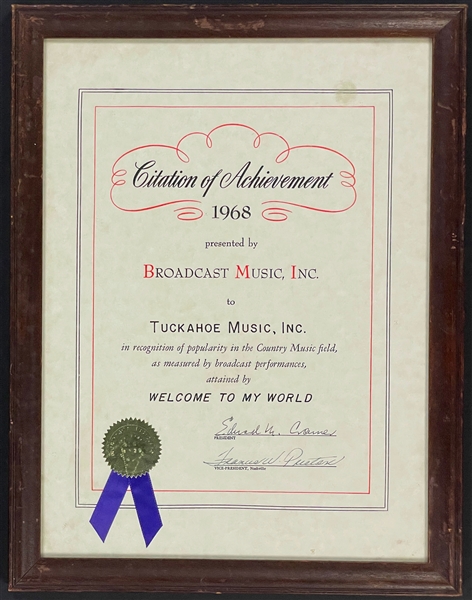 Citation of Achievement
1968
presented by
BROADCAST MUSIC, INC.
to
TUCKAHOE MUSIC, INC.
in recognition of popularity in the Country Music field,
as measured by broadcast performances,
attained by
WELCOME TO MY WORLD
Edward M. Cramer
PRESIDENT
Frances W. Preston
VICE-PRESIDENT, Nashville